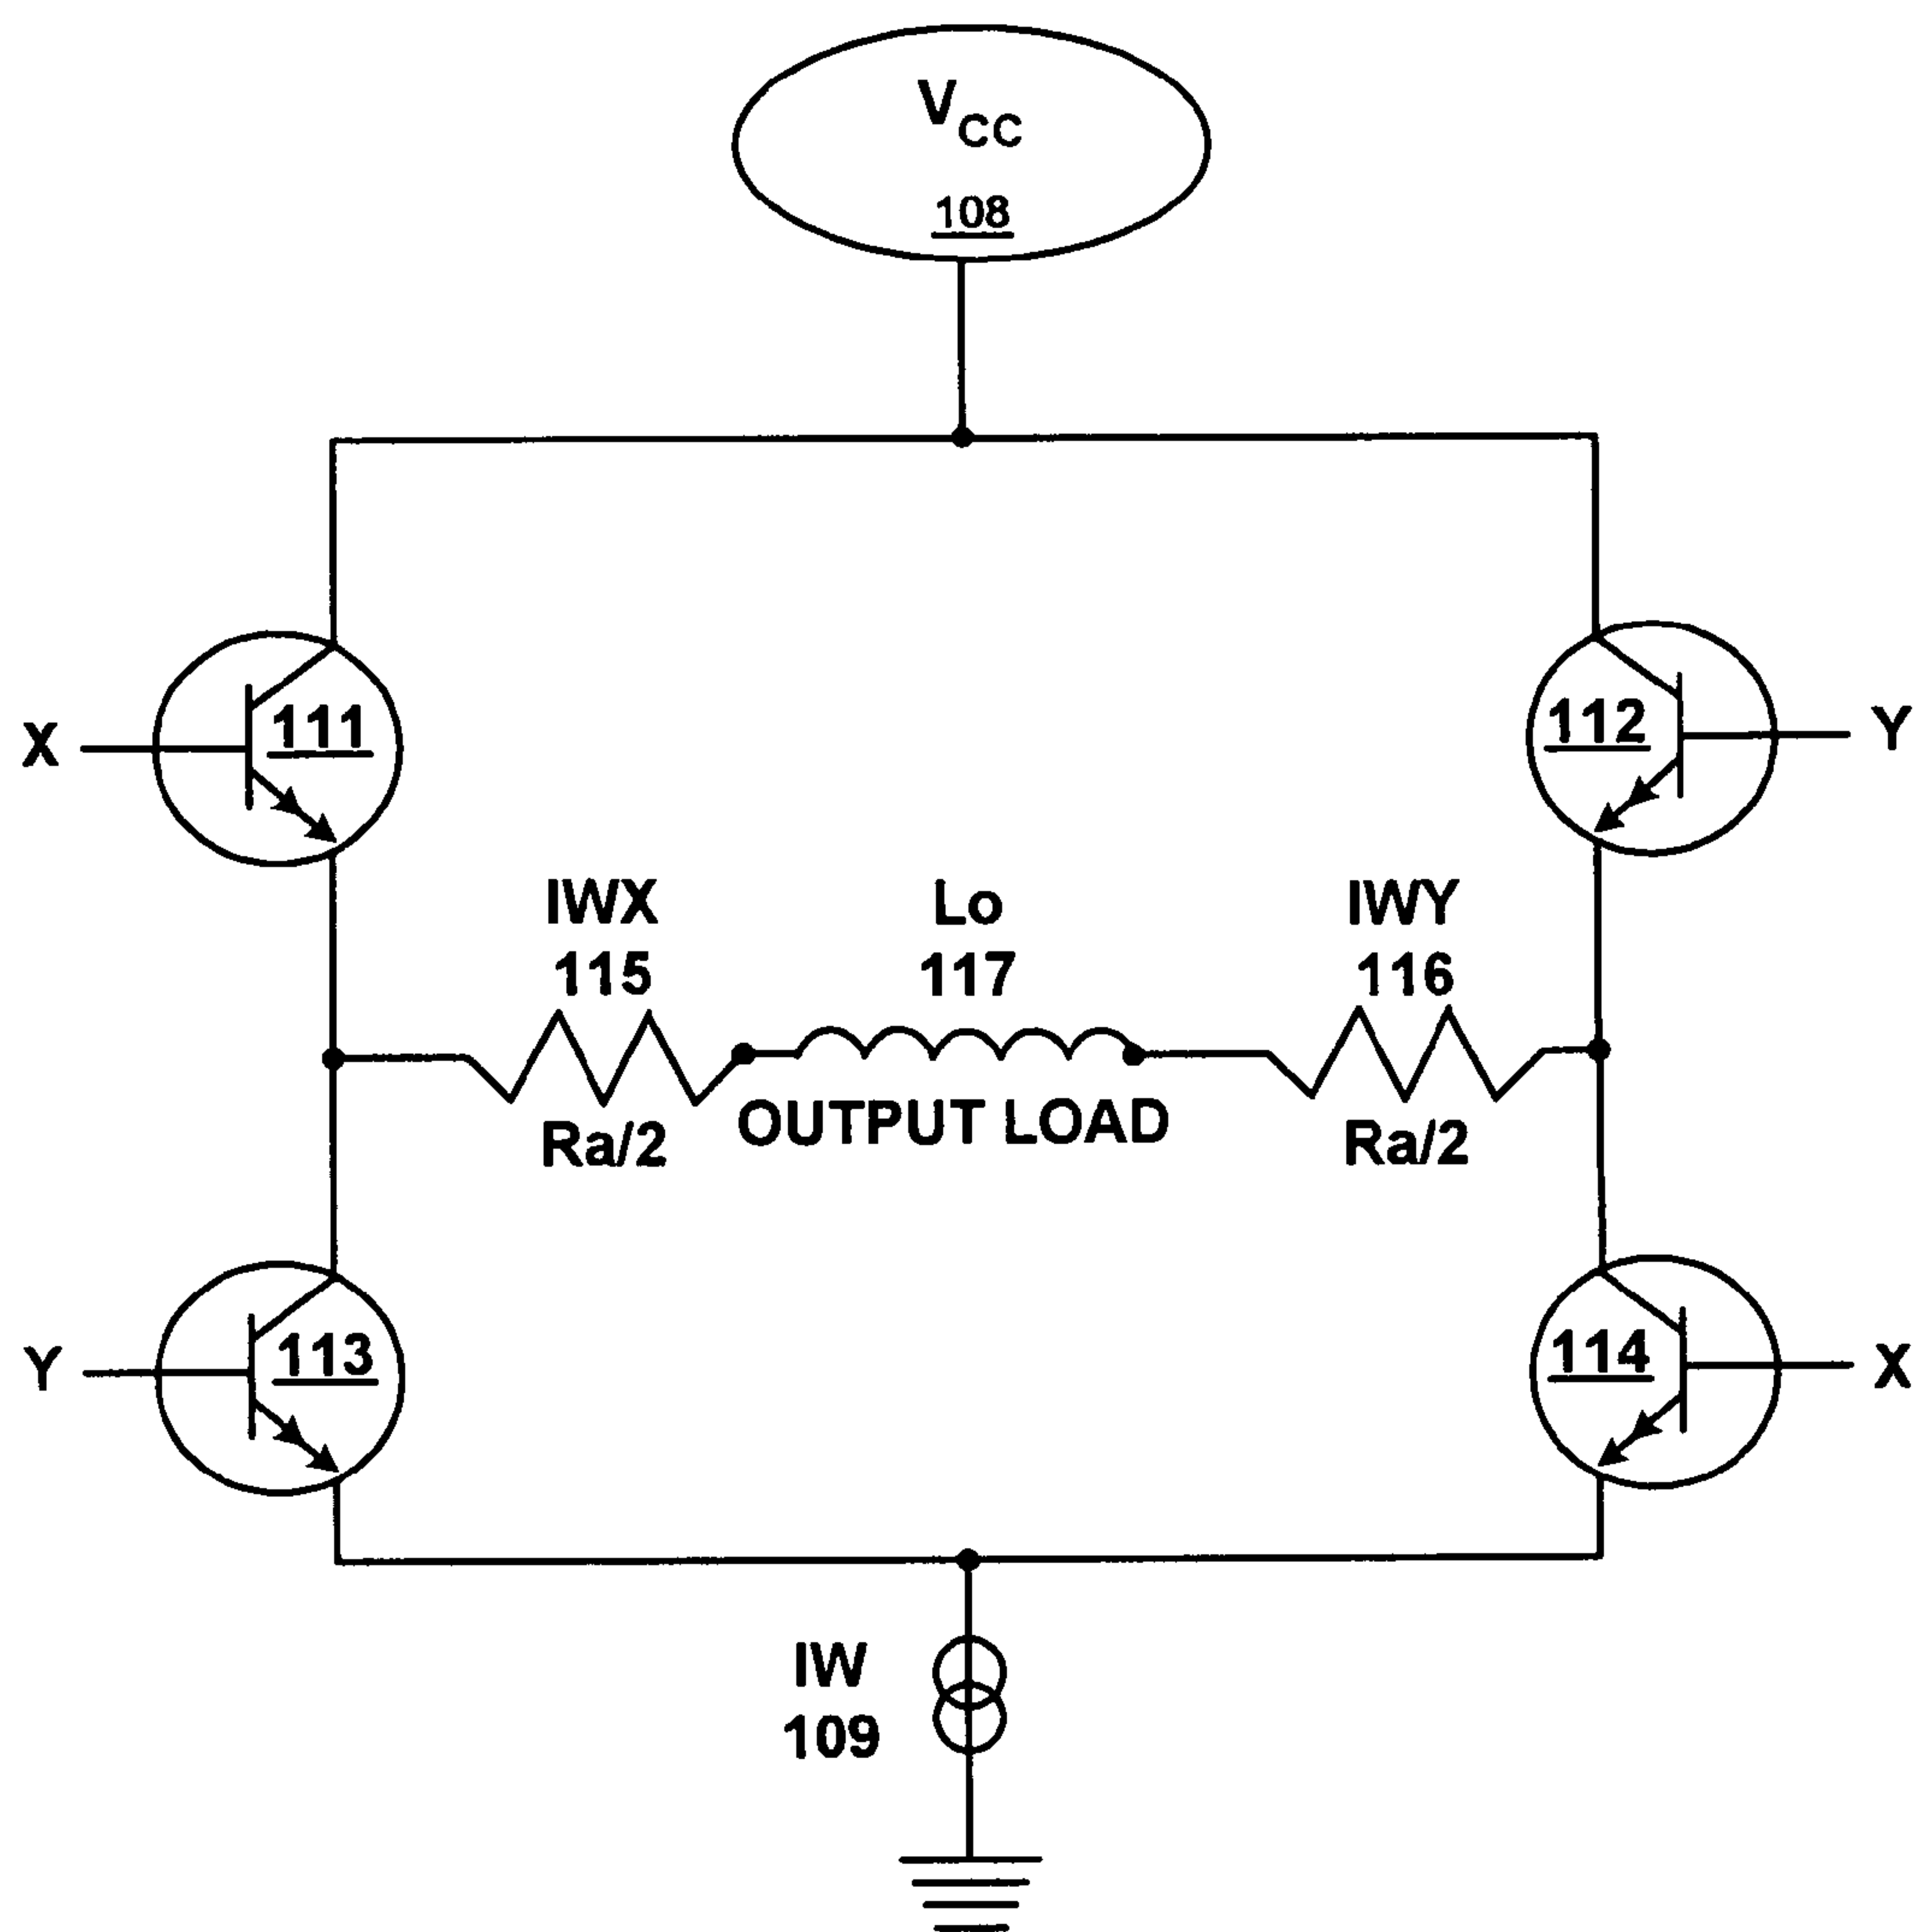 VCC
108
X
111
112
Y
IWX
115
Lo
117
IWY
116
Ra/2
OUTPUT LOAD
Ra/2
Y
113
114
X
IW
109